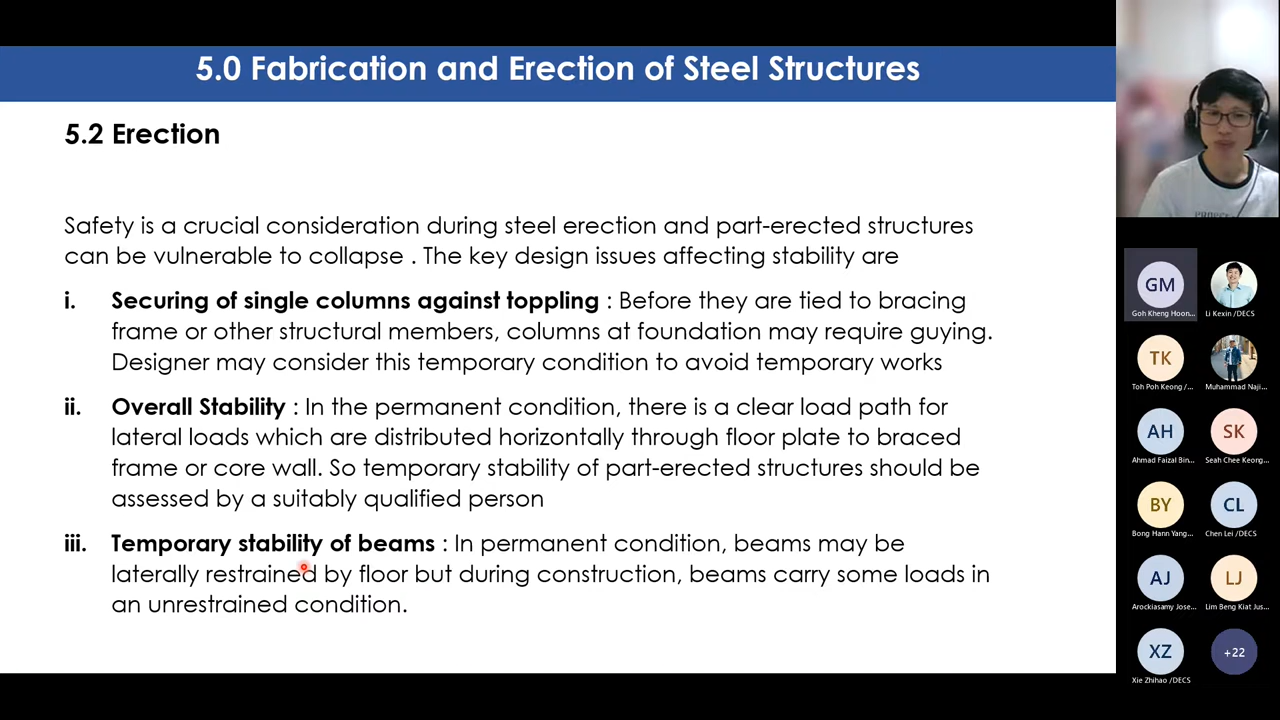 5.0 Fabrication and Erection of Steel Structures
5.2 Erection
Safety is a crucial consideration during steel erection and part-erected structures
can be vulnerable to collapse . The key design issues affecting stability are
i. Securing of single columns against toppling : Before they are tied to bracing
frame or other structural members, columns at foundation may require guying.
Designer may consider this temporary condition to avoid temporary works
ii. Overall Stability : In the permanent condition, there is a clear load path for
lateral loads which are distributed horizontally through floor plate to braced
frame or core wall. So temporary stability of part-erected structures should be
assessed by a suitably qualified person
iii. Temporary stability of beams : In permanent condition, beams may be
laterally restrained by floor but during construction, beams carry some loads in
an unrestrained condition.
GM
Goh Kheng Hoon...
Li Kexin /DECS
TK
Toh Poh Keong /...
Muhammad Naji...
AH
Ahmad Faizal Bin...
SK
Seah Chee Keong...
BY
Bong Hann Yang...
CL
Chen Lei /DECS
AJ
Arockiasamy Jose...
LJ
Lim Beng Kiat Jus...
XZ
Xie Zhihao /DECS
+22